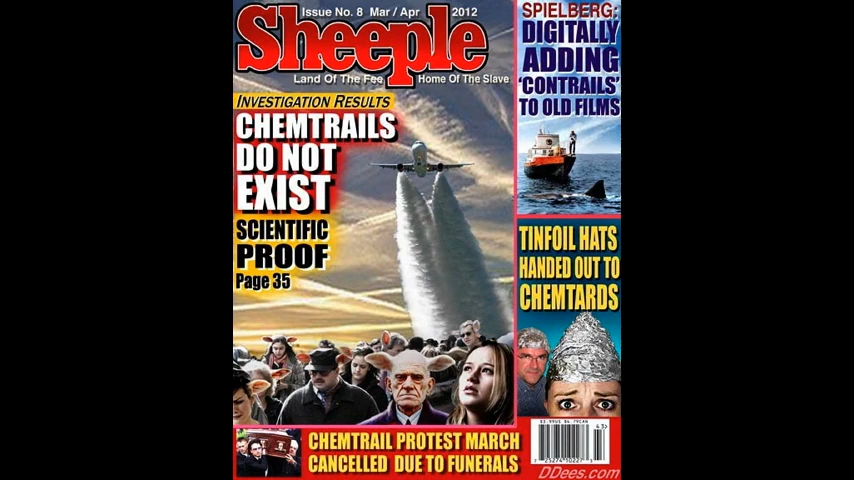 Issue No. 8 Mar / Apr 2012
Sheeple
Land Of The Fee Home Of The Slave
INVESTIGATION RESULTS
CHEMTRAILS
DO NOT
EXIST
SCIENTIFIC
PROOF
Page 35
SPIELBERG:
DIGITALLY
ADDING
'CONTRAILS'
TO OLD FILMS
TINFOIL HATS
HANDED OUT TO
CHEMTARDS
CHEMTRAIL PROTEST MARCH
CANCELLED DUE TO FUNERALS
DDees.com